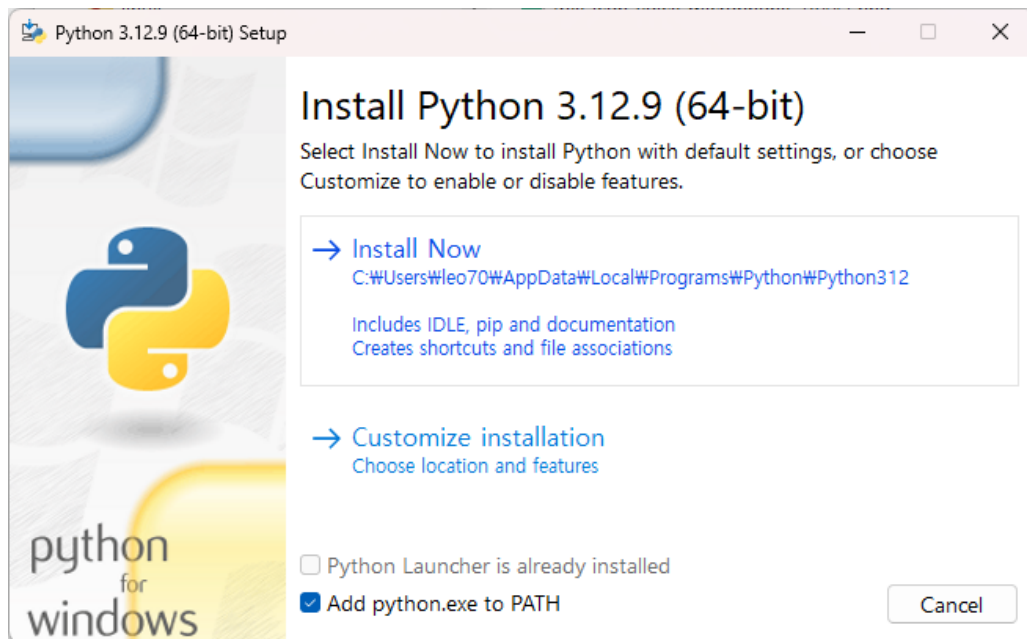 Python 3.12.9 (64-bit) Setup
Install Python 3.12.9 (64-bit)
Select Install Now to install Python with default settings, or choose
Customize to enable or disable features.
Install Now
C:₩Users₩leo70₩AppData₩Local₩Programs₩Python₩Python312
Includes IDLE, pip and documentation
Creates shortcuts and file associations
Customize installation
Choose location and features
Python Launcher is already installed
Add python.exe to PATH
Cancel
python
for
windows